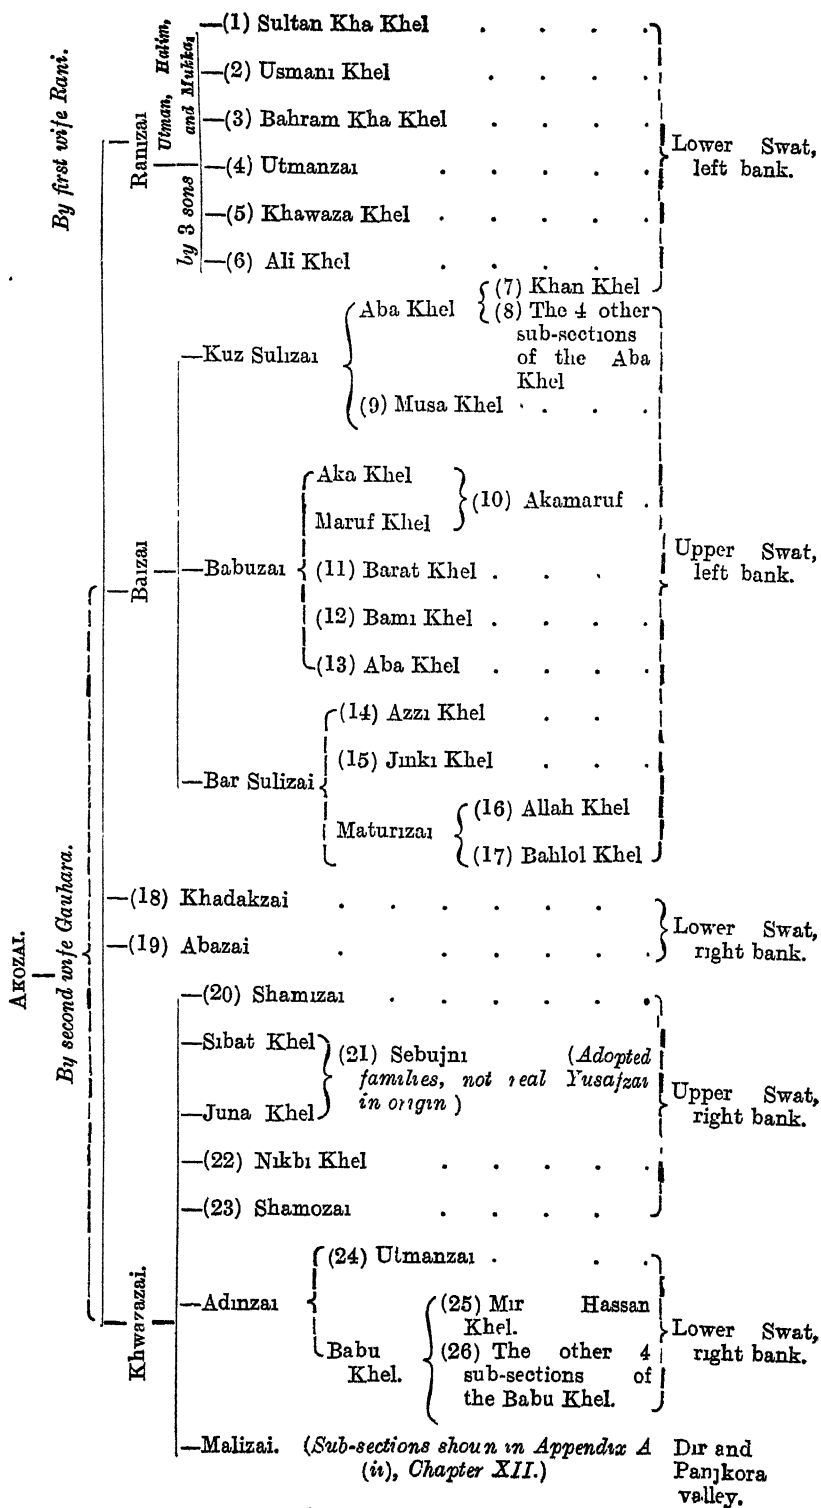 AKOZAI.
By first wife Rani.
By second wife Gauhara.
Ranizai
by 3 sons Utman, Halim,
and Mukka,
(1) Sultan Kha Khel . . . .
(2) Usmani Khel . . . .
(3) Bahram Kha Khel . . . .
(4) Utmanzai . . . . .
(5) Khawaza Khel . . . . .
(6) Ali Khel . . . .
Lower Swat,
left bank.
Baizai
Kuz Sulizai
Aba Khel
(7) Khan Khel
(8) The 4 other
sub-sections
of the Aba
Khel
(9) Musa Khel . . . .
Babuzai
Aka Khel
Maruf Khel
(10) Akamaruf .
(11) Barat Khel . . . .
(12) Bami Khel . . . .
(13) Aba Khel . . . .
Upper Swat,
left bank.
Bar Sulizai
(14) Azzi Khel . .
(15) Jinki Khel . . .
Maturizai
(16) Allah Khel
(17) Bahlol Khel
(18) Khadakzai . . . . . . .
(19) Abazai . . . . . .
Lower Swat,
right bank.
Khwazazai.
(20) Shamizai . . . . . .
Sibat Khel
Juna Khel
(21) Sebujni (Adopted
families, not real Yusafzai
in origin)
(22) Nikbi Khel . . . . .
(23) Shamozai . . . . .
Upper Swat,
right bank.
Adinzai
(24) Utmanzai . . .
Babu
Khel.
(25) Mir Hassan
Khel.
(26) The other 4
sub-sections of
the Babu Khel.
Lower Swat,
right bank.
Malizai. (Sub-sections shown in Appendix A
(ii), Chapter XII.)
Dir and
Panjkora
valley.